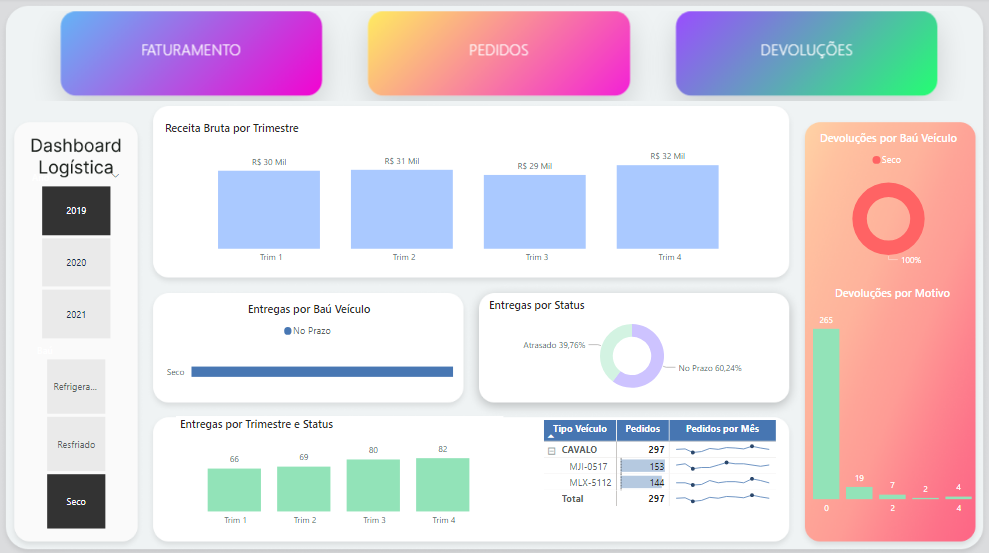 FATURAMENTO
PEDIDOS
DEVOLUÇÕES
Dashboard
Logística
2019
2020
2021
Refrigera...
Resfriado
Seco
Receita Bruta por Trimestre
R$ 30 Mil
R$ 31 Mil
R$ 29 Mil
R$ 32 Mil
Trim 1
Trim 2
Trim 3
Trim 4
Entregas por Baú Veículo
No Prazo
Seco
Entregas por Status
Atrasado 39,76%
No Prazo 60,24%
Entregas por Trimestre e Status
66
69
80
82
Trim 1
Trim 2
Trim 3
Trim 4
Tipo Veículo Pedidos Pedidos por Mês
CAVALO 297
MJI-0517 153
MLX-5112 144
Total 297
Devoluções por Baú Veículo
Seco
100%
Devoluções por Motivo
265
19
7
2
4
0
2
4